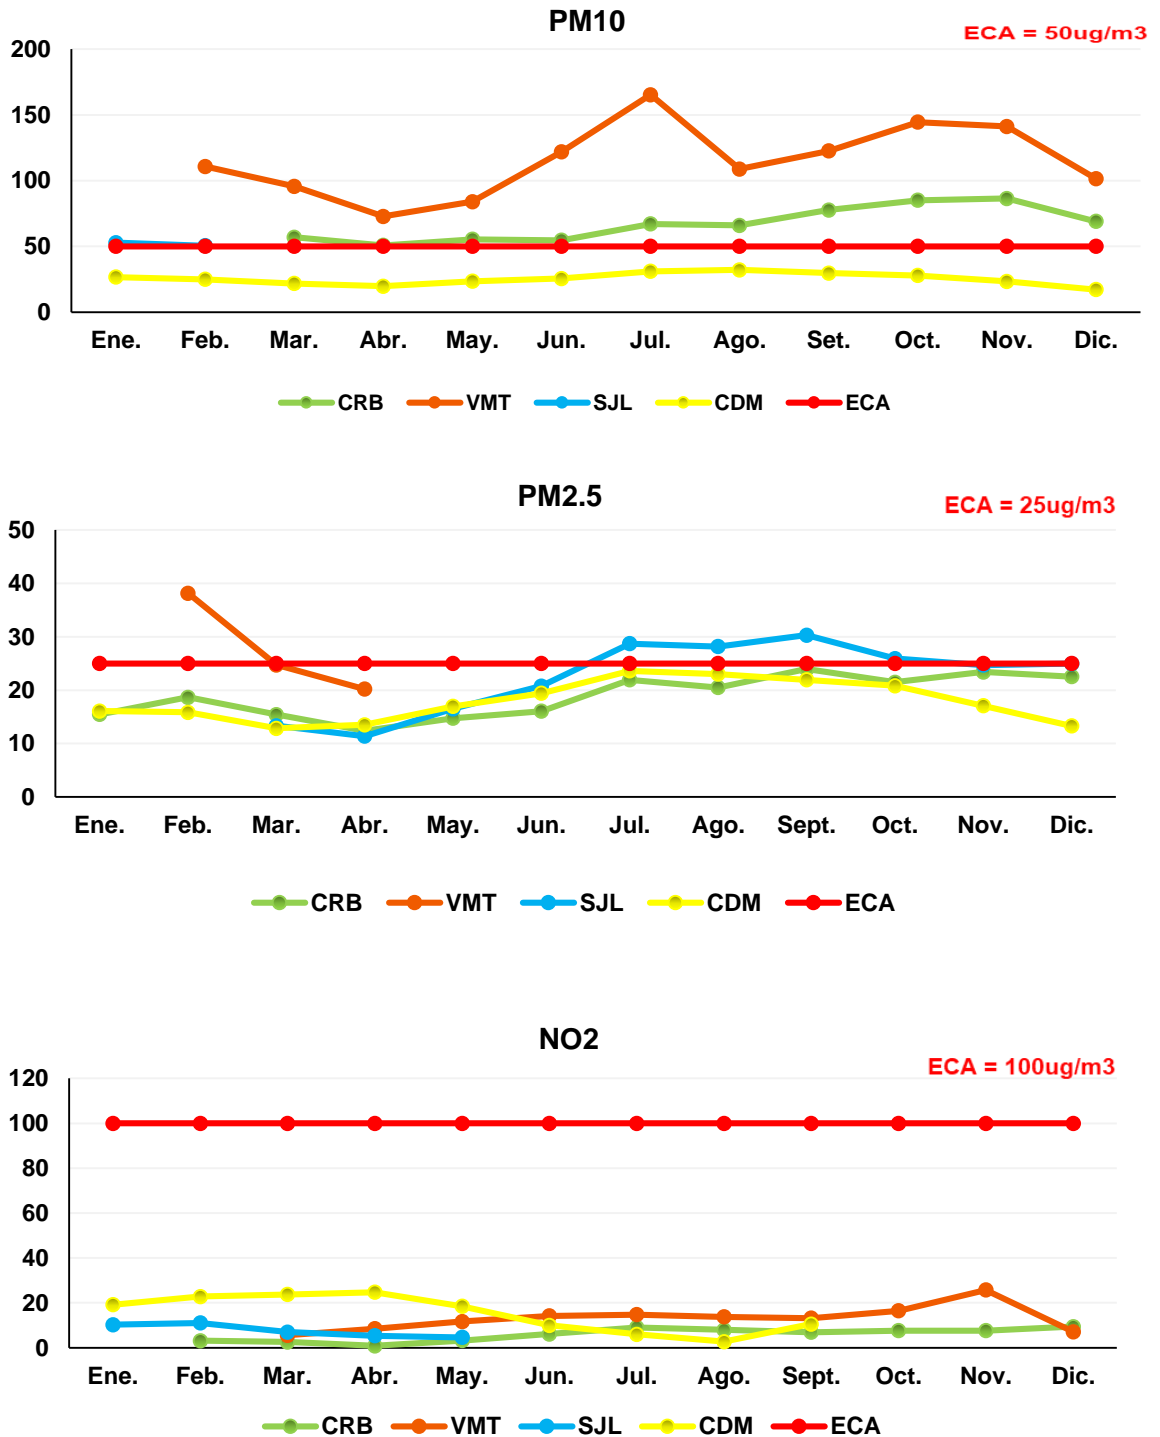 PM10
ECA = 50ug/m3
200
150
100
50
0
Ene. Feb. Mar. Abr. May. Jun. Jul. Ago. Set. Oct. Nov. Dic.
CRB VMT SJL CDM ECA
PM2.5
ECA = 25ug/m3
50
40
30
20
10
0
Ene. Feb. Mar. Abr. May. Jun. Jul. Ago. Sept. Oct. Nov. Dic.
CRB VMT SJL CDM ECA
NO2
ECA = 100ug/m3
120
100
80
60
40
20
0
Ene. Feb. Mar. Abr. May. Jun. Jul. Ago. Sept. Oct. Nov. Dic.
CRB VMT SJL CDM ECA